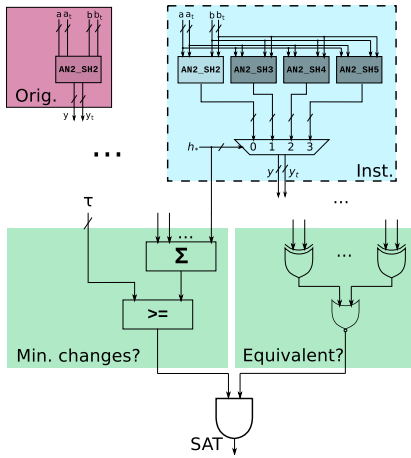 a aₜ b bₜ
AN2_SH2
Orig.
y yₜ
...
a aₜ b bₜ
AN2_SH2 AN2_SH3 AN2_SH4 AN2_SH5
h* 0 1 2 3
y yₜ
Inst.
...
τ
...
Σ
>=
Min. changes?
...
Equivalent?
SAT